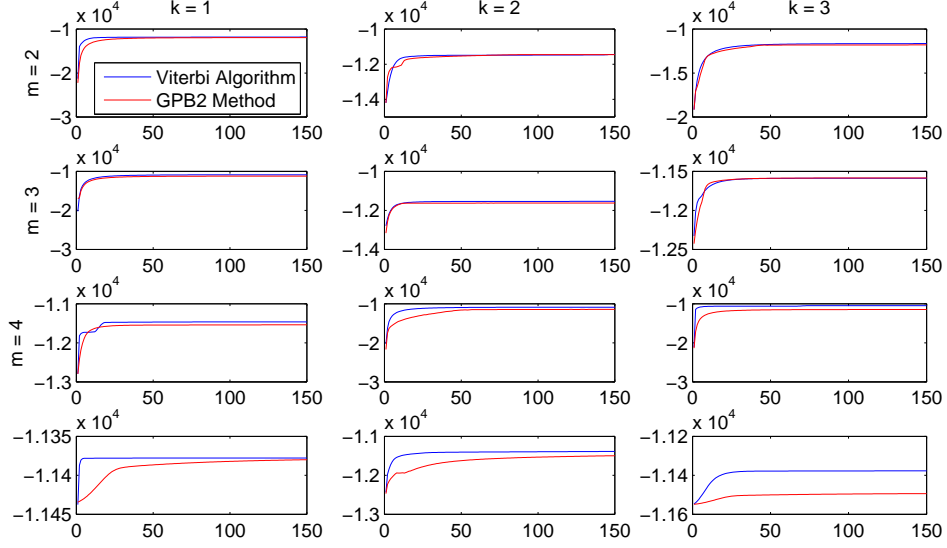 k = 1
k = 2
k = 3
x 10^4
x 10^4
x 10^4
m = 2
−1
−2
−3
0 50 100 150
Viterbi Algorithm
GPB2 Method
−1
−1.2
−1.4
0 50 100 150
−1
−1.5
−2
0 50 100 150
x 10^4
x 10^4
x 10^4
m = 3
−1
−2
−3
0 50 100 150
−1
−1.2
−1.4
0 50 100 150
−1.15
−1.2
−1.25
0 50 100 150
x 10^4
x 10^4
x 10^4
m = 4
−1.1
−1.2
−1.3
0 50 100 150
−1
−2
−3
0 50 100 150
−1
−2
−3
0 50 100 150
x 10^4
x 10^4
x 10^4
−1.135
−1.14
−1.145
0 50 100 150
−1.1
−1.2
−1.3
0 50 100 150
−1.12
−1.14
−1.16
0 50 100 150